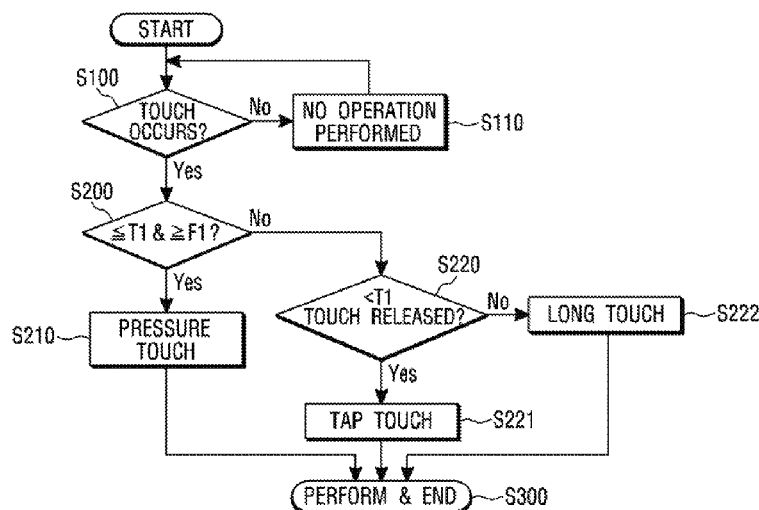 START
S100
TOUCH
OCCURS?
No
NO OPERATION
PERFORMED
S110
Yes
S200
≦T1 & ≧F1?
No
Yes
S220
<T1
TOUCH RELEASED?
No
LONG TOUCH
S222
S210
PRESSURE
TOUCH
Yes
TAP TOUCH
S221
PERFORM & END
S300